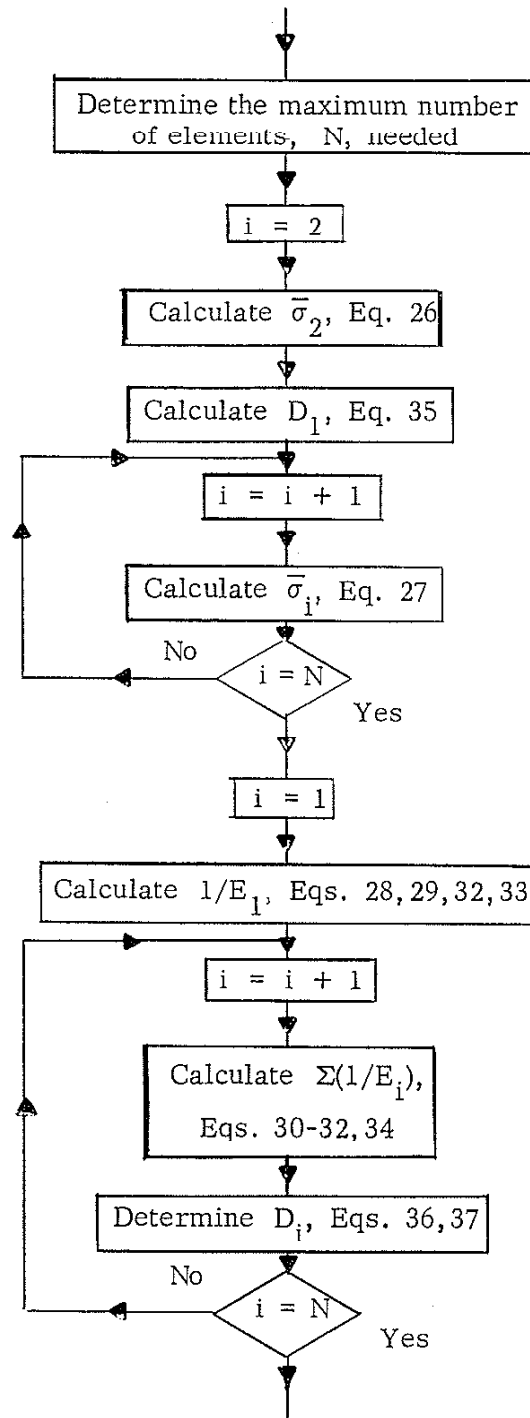 Determine the maximum number
of elements, N, needed
i = 2
Calculate σ̅₂, Eq. 26
Calculate D₁, Eq. 35
i = i + 1
Calculate σ̅ᵢ, Eq. 27
No
i = N
Yes
i = 1
Calculate 1/E₁, Eqs. 28,29,32,33
i = i + 1
Calculate Σ(1/Eᵢ),
Eqs. 30-32,34
Determine Dᵢ, Eqs. 36,37
No
i = N
Yes